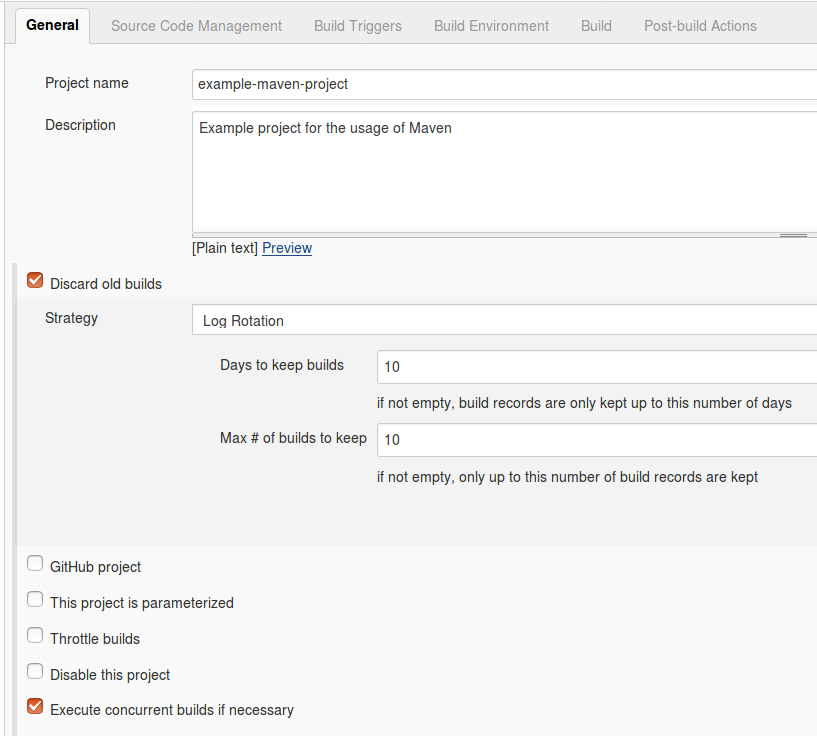 General Source Code Management Build Triggers Build Environment Build Post-build Actions
Project name example-maven-project
Description Example project for the usage of Maven
[Plain text] Preview
Discard old builds
Strategy Log Rotation
Days to keep builds 10
if not empty, build records are only kept up to this number of days
Max # of builds to keep 10
if not empty, only up to this number of build records are kept
GitHub project
This project is parameterized
Throttle builds
Disable this project
Execute concurrent builds if necessary